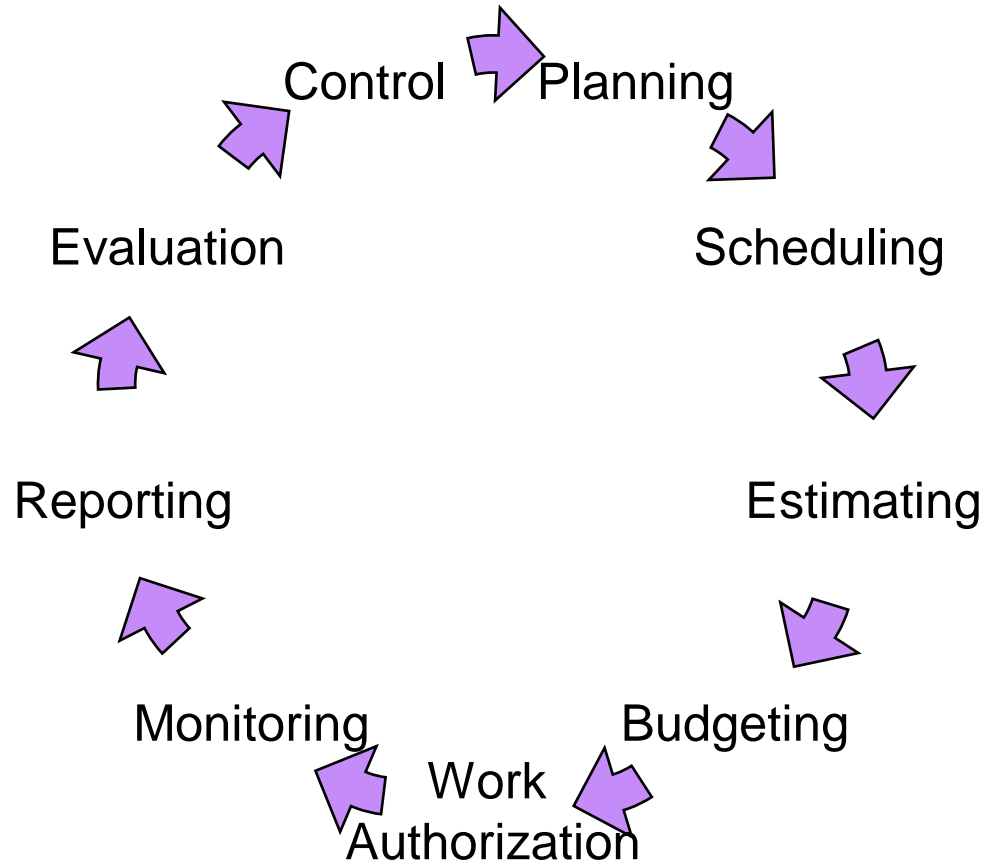 Control
Planning
Scheduling
Estimating
Budgeting
Work
Authorization
Monitoring
Reporting
Evaluation